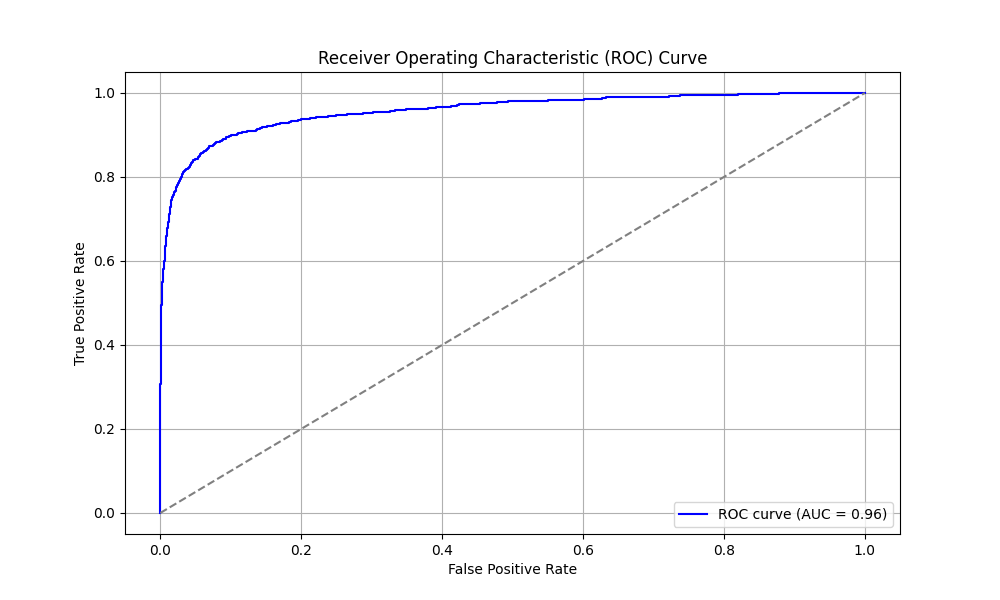 Receiver Operating Characteristic (ROC) Curve
1.0
0.8
0.6
0.4
0.2
0.0
True Positive Rate
ROC curve (AUC = 0.96)
0.0 0.2 0.4 0.6 0.8 1.0
False Positive Rate